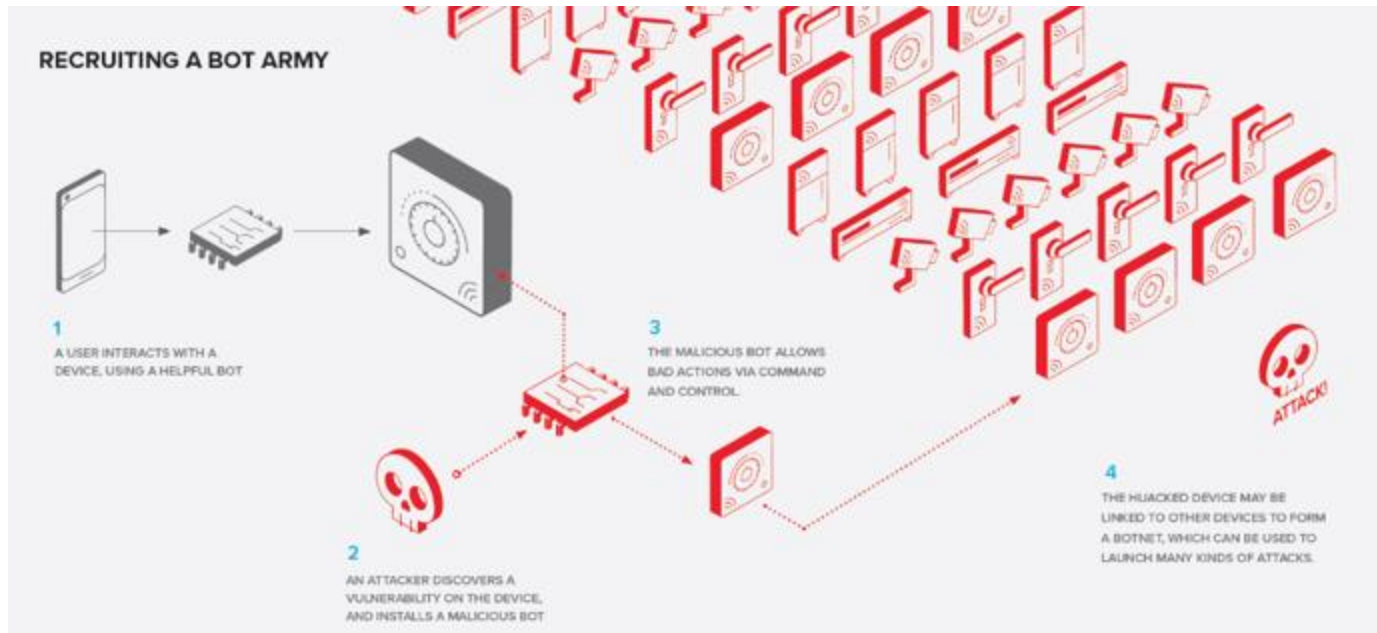 RECRUITING A BOT ARMY
1
A USER INTERACTS WITH A
DEVICE, USING A HELPFUL BOT
2
AN ATTACKER DISCOVERS A
VULNERABILITY ON THE DEVICE,
AND INSTALLS A MALICIOUS BOT
3
THE MALICIOUS BOT ALLOWS
BAD ACTIONS VIA COMMAND
AND CONTROL.
4
THE HIJACKED DEVICE MAY BE
LINKED TO OTHER DEVICES TO FORM
A BOTNET, WHICH CAN BE USED TO
LAUNCH MANY KINDS OF ATTACKS.
ATTACK!